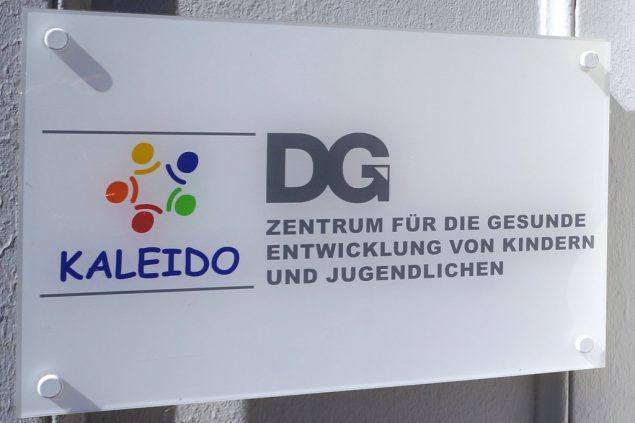 KALEIDO
DG
ZENTRUM FÜR DIE GESUNDE
ENTWICKLUNG VON KINDERN
UND JUGENDLICHEN